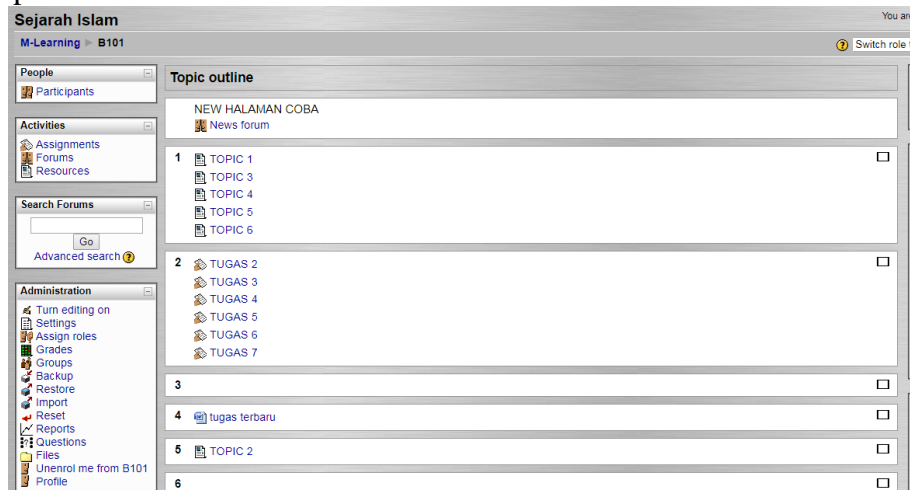 Sejarah Islam
You are
M-Learning ► B101
Switch role
People
Participants
Activities
Assignments
Forums
Resources
Search Forums
Go
Advanced search
Administration
Turn editing on
Settings
Assign roles
Grades
Groups
Backup
Restore
Import
Reset
Reports
Questions
Files
Unenrol me from B101
Profile
Topic outline
NEW HALAMAN COBA
News forum
1 TOPIC 1
TOPIC 3
TOPIC 4
TOPIC 5
TOPIC 6
2 TUGAS 2
TUGAS 3
TUGAS 4
TUGAS 5
TUGAS 6
TUGAS 7
3
4 tugas terbaru
5 TOPIC 2
6